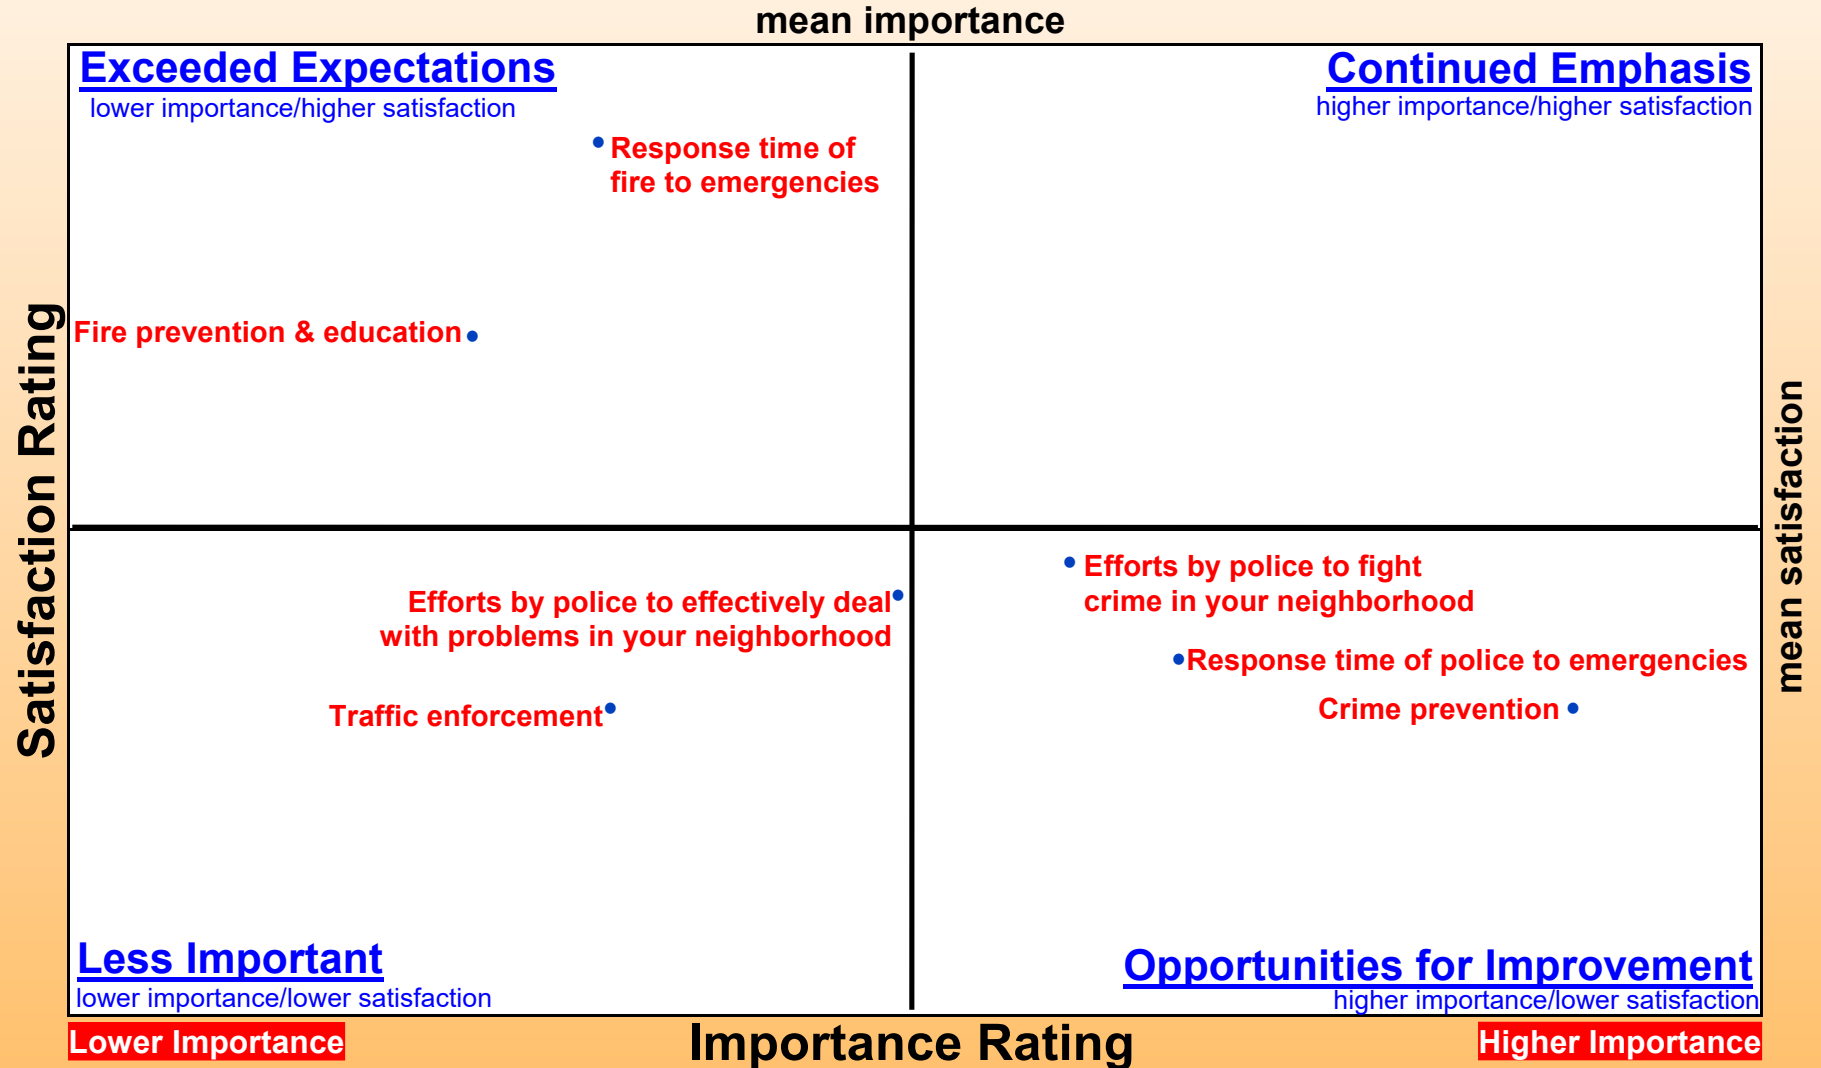 mean importance
Exceeded Expectations
lower importance/higher satisfaction
Continued Emphasis
higher importance/higher satisfaction
Response time of
fire to emergencies
Fire prevention & education
Satisfaction Rating
mean satisfaction
Efforts by police to effectively deal
with problems in your neighborhood
Traffic enforcement
Efforts by police to fight
crime in your neighborhood
Response time of police to emergencies
Crime prevention
Less Important
lower importance/lower satisfaction
Opportunities for Improvement
higher importance/lower satisfaction
Lower Importance
Importance Rating
Higher Importance